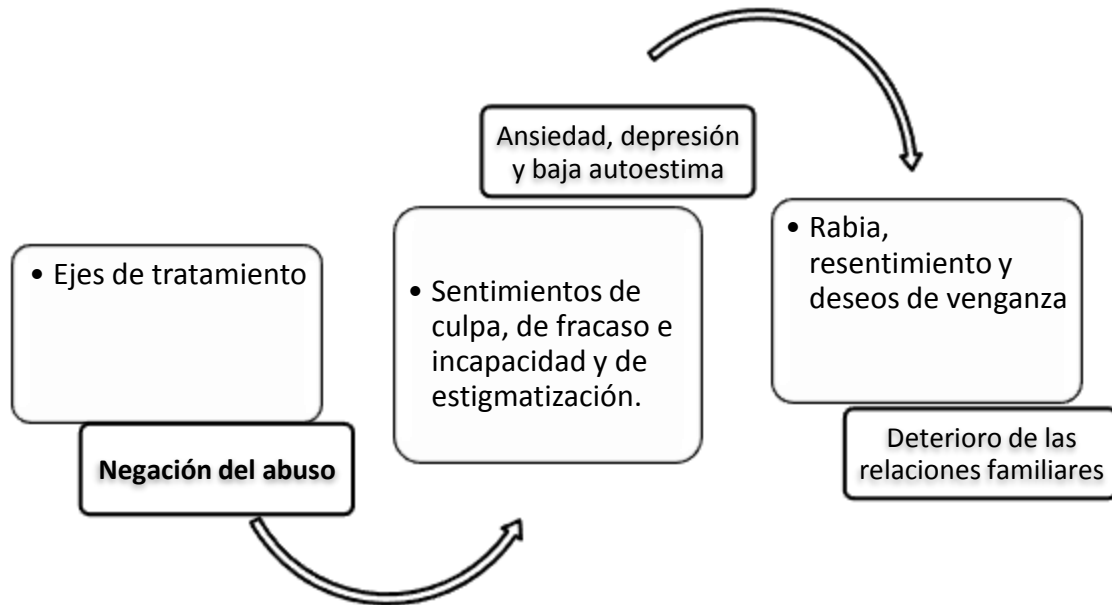 • Ejes de tratamiento
Negación del abuso
Ansiedad, depresión
y baja autoestima
• Sentimientos de
culpa, de fracaso e
incapacidad y de
estigmatización.
• Rabia,
resentimiento y
deseos de venganza
Deterioro de las
relaciones familiares